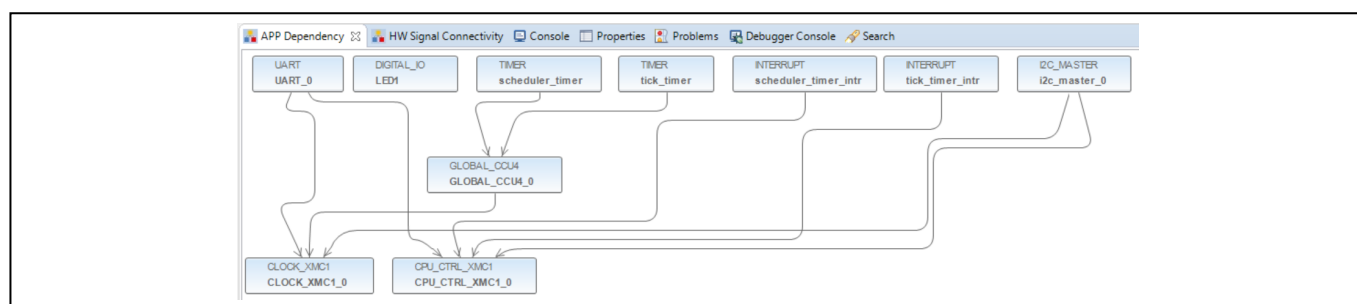 APP Dependency HW Signal Connectivity Console Properties Problems Debugger Console Search
UART DIGITAL_IO TIMER TIMER INTERRUPT INTERRUPT I2C_MASTER
UART_0 LED1 scheduler_timer tick_timer scheduler_timer_intr tick_timer_intr i2c_master_0
GLOBAL_CCU4
GLOBAL_CCU4_0
CLOCK_XMC1 CPU_CTRL_XMC1
CLOCK_XMC1_0 CPU_CTRL_XMC1_0